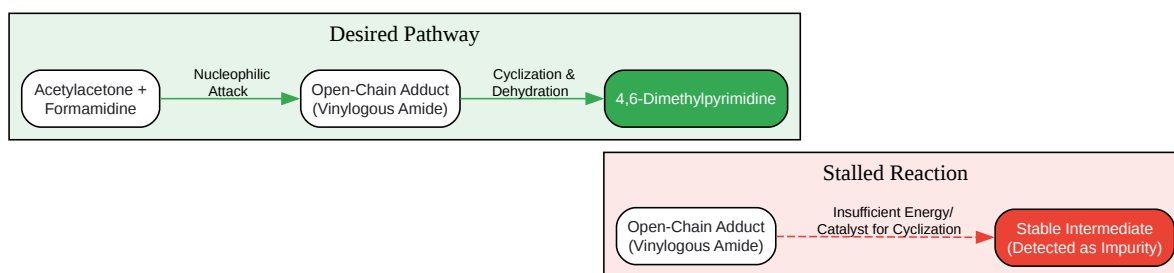 Desired Pathway
Acetylacetone +
Formamidine
Nucleophilic
Attack
Open-Chain Adduct
(Vinylogous Amide)
Cyclization &
Dehydration
4,6-Dimethylpyrimidine
Stalled Reaction
Open-Chain Adduct
(Vinylogous Amide)
Insufficient Energy/
Catalyst for Cyclization
Stable Intermediate
(Detected as Impurity)